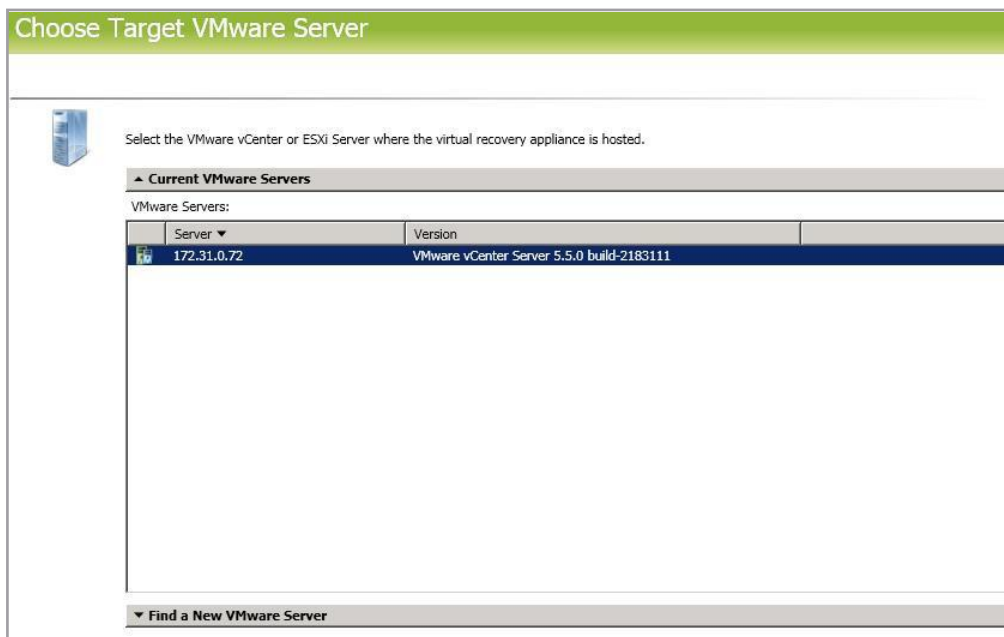 Choose Target VMware Server
Select the VMware vCenter or ESXi Server where the virtual recovery appliance is hosted.
▲ Current VMware Servers
VMware Servers:
Server ▼ Version
172.31.0.72 VMware vCenter Server 5.5.0 build-2183111
▼ Find a New VMware Server